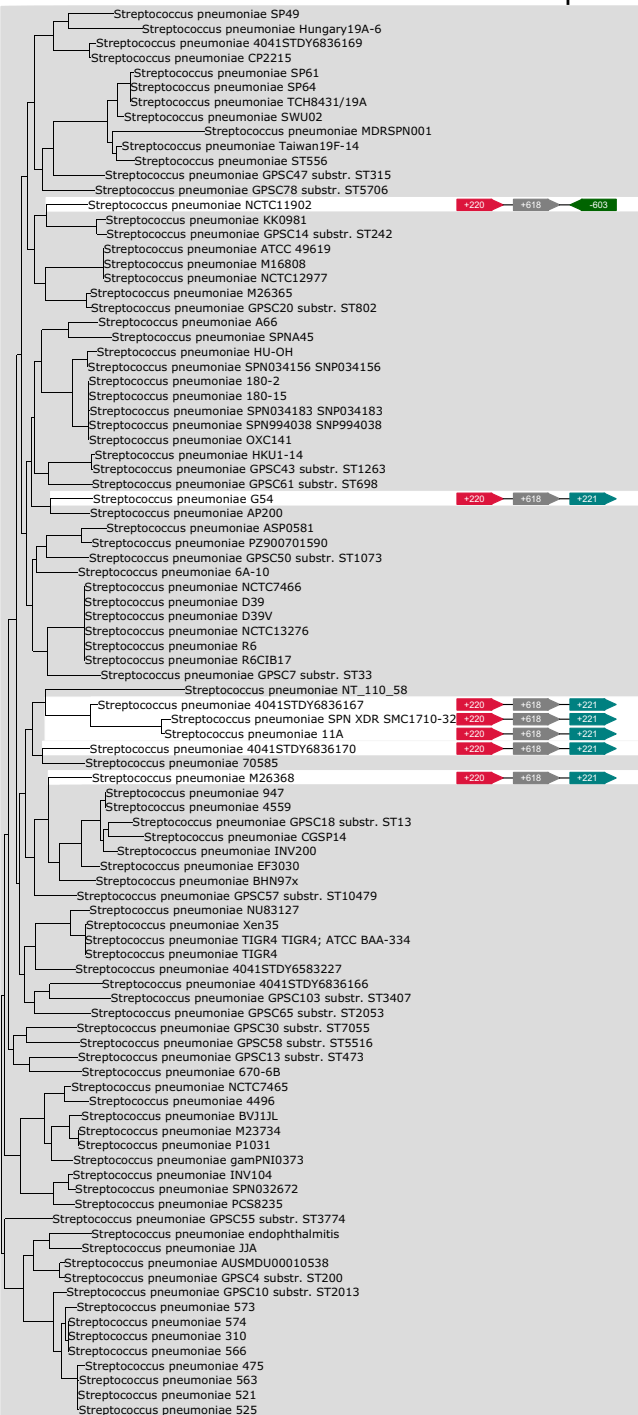 Streptococcus pneumoniae SP49
Streptococcus pneumoniae Hungary19A-6
Streptococcus pneumoniae 4041STDY6836169
Streptococcus pneumoniae CP2215
Streptococcus pneumoniae SP61
Streptococcus pneumoniae SP64
Streptococcus pneumoniae TCH8431/19A
Streptococcus pneumoniae SWU02
Streptococcus pneumoniae MDRSPN001
Streptococcus pneumoniae Taiwan19F-14
Streptococcus pneumoniae ST556
Streptococcus pneumoniae GPSC47 substr. ST315
Streptococcus pneumoniae GPSC78 substr. ST5706
Streptococcus pneumoniae NCTC11902 +220 +618 -603
Streptococcus pneumoniae KK0981
Streptococcus pneumoniae GPSC14 substr. ST242
Streptococcus pneumoniae ATCC 49619
Streptococcus pneumoniae M16808
Streptococcus pneumoniae NCTC12977
Streptococcus pneumoniae M26365
Streptococcus pneumoniae GPSC20 substr. ST802
Streptococcus pneumoniae A66
Streptococcus pneumoniae SPNA45
Streptococcus pneumoniae HU-OH
Streptococcus pneumoniae SPN034156 SNP034156
Streptococcus pneumoniae 180-2
Streptococcus pneumoniae 180-15
Streptococcus pneumoniae SPN034183 SNP034183
Streptococcus pneumoniae SPN994038 SNP994038
Streptococcus pneumoniae OXC141
Streptococcus pneumoniae HKU1-14
Streptococcus pneumoniae GPSC43 substr. ST1263
Streptococcus pneumoniae GPSC61 substr. ST698
Streptococcus pneumoniae G54 +220 +618 +221
Streptococcus pneumoniae AP200
Streptococcus pneumoniae ASP0581
Streptococcus pneumoniae PZ900701590
Streptococcus pneumoniae GPSC50 substr. ST1073
Streptococcus pneumoniae 6A-10
Streptococcus pneumoniae NCTC7466
Streptococcus pneumoniae D39
Streptococcus pneumoniae D39V
Streptococcus pneumoniae NCTC13276
Streptococcus pneumoniae R6
Streptococcus pneumoniae R6CIB17
Streptococcus pneumoniae GPSC7 substr. ST33
Streptococcus pneumoniae NT_110_58
Streptococcus pneumoniae 4041STDY6836167 +220 +618 +221
Streptococcus pneumoniae SPN XDR SMC1710-32 +220 +618 +221
Streptococcus pneumoniae 11A +220 +618 +221
Streptococcus pneumoniae 4041STDY6836170 +220 +618 +221
Streptococcus pneumoniae 70585
Streptococcus pneumoniae M26368 +220 +618 +221
Streptococcus pneumoniae 947
Streptococcus pneumoniae 4559
Streptococcus pneumoniae GPSC18 substr. ST13
Streptococcus pneumoniae CGSP14
Streptococcus pneumoniae INV200
Streptococcus pneumoniae EF3030
Streptococcus pneumoniae BHN97x
Streptococcus pneumoniae GPSC57 substr. ST10479
Streptococcus pneumoniae NU83127
Streptococcus pneumoniae Xen35
Streptococcus pneumoniae TIGR4 TIGR4; ATCC BAA-334
Streptococcus pneumoniae TIGR4
Streptococcus pneumoniae 4041STDY6583227
Streptococcus pneumoniae 4041STDY6836166
Streptococcus pneumoniae GPSC103 substr. ST3407
Streptococcus pneumoniae GPSC65 substr. ST2053
Streptococcus pneumoniae GPSC30 substr. ST7055
Streptococcus pneumoniae GPSC58 substr. ST5516
Streptococcus pneumoniae GPSC13 substr. ST473
Streptococcus pneumoniae 670-6B
Streptococcus pneumoniae NCTC7465
Streptococcus pneumoniae 4496
Streptococcus pneumoniae BVJ1JL
Streptococcus pneumoniae M23734
Streptococcus pneumoniae P1031
Streptococcus pneumoniae gamPNI0373
Streptococcus pneumoniae INV104
Streptococcus pneumoniae SPN032672
Streptococcus pneumoniae PCS8235
Streptococcus pneumoniae GPSC55 substr. ST3774
Streptococcus pneumoniae endophthalmitis
Streptococcus pneumoniae JJA
Streptococcus pneumoniae AUSMDU00010538
Streptococcus pneumoniae GPSC4 substr. ST200
Streptococcus pneumoniae GPSC10 substr. ST2013
Streptococcus pneumoniae 573
Streptococcus pneumoniae 574
Streptococcus pneumoniae 310
Streptococcus pneumoniae 566
Streptococcus pneumoniae 475
Streptococcus pneumoniae 563
Streptococcus pneumoniae 521
Streptococcus pneumoniae 525